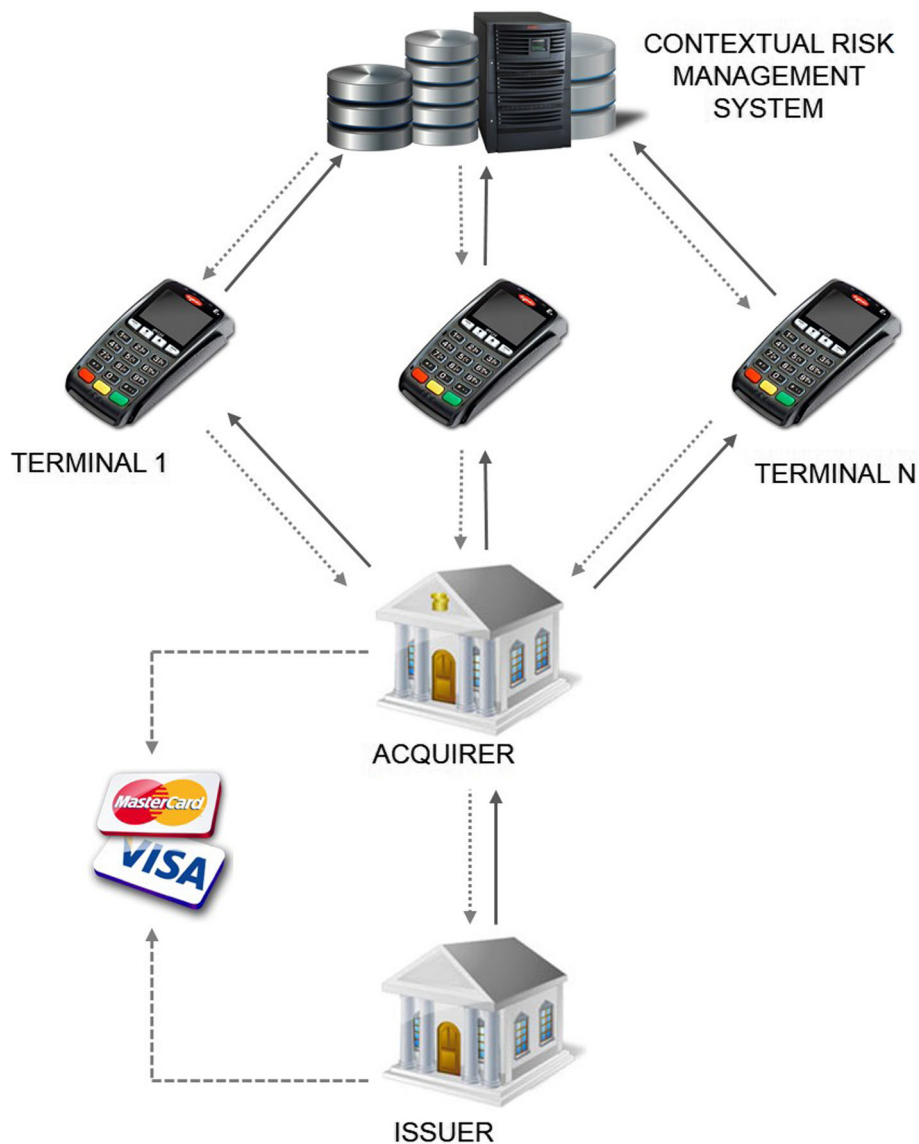 CONTEXTUAL RISK
MANAGEMENT
SYSTEM
TERMINAL 1
TERMINAL N
ACQUIRER
MasterCard
VISA
ISSUER